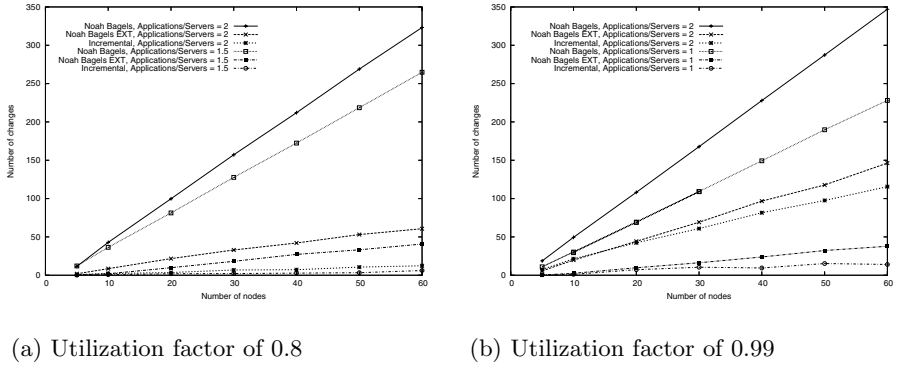 Number of changes
350
300
250
200
150
100
50
0
0
10
20
30
40
50
60
Number of nodes
Noah Bagels, Applications/Servers = 2
Noah Bagels EXT, Applications/Servers = 2
Incremental, Applications/Servers = 2
Noah Bagels, Applications/Servers = 1.5
Noah Bagels EXT, Applications/Servers = 1.5
Incremental, Applications/Servers = 1.5
(a) Utilization factor of 0.8
Number of changes
350
300
250
200
150
100
50
0
0
10
20
30
40
50
60
Number of nodes
Noah Bagels, Applications/Servers = 2
Noah Bagels EXT, Applications/Servers = 2
Incremental, Applications/Servers = 2
Noah Bagels, Applications/Servers = 1
Noah Bagels EXT, Applications/Servers = 1
Incremental, Applications/Servers = 1
(b) Utilization factor of 0.99